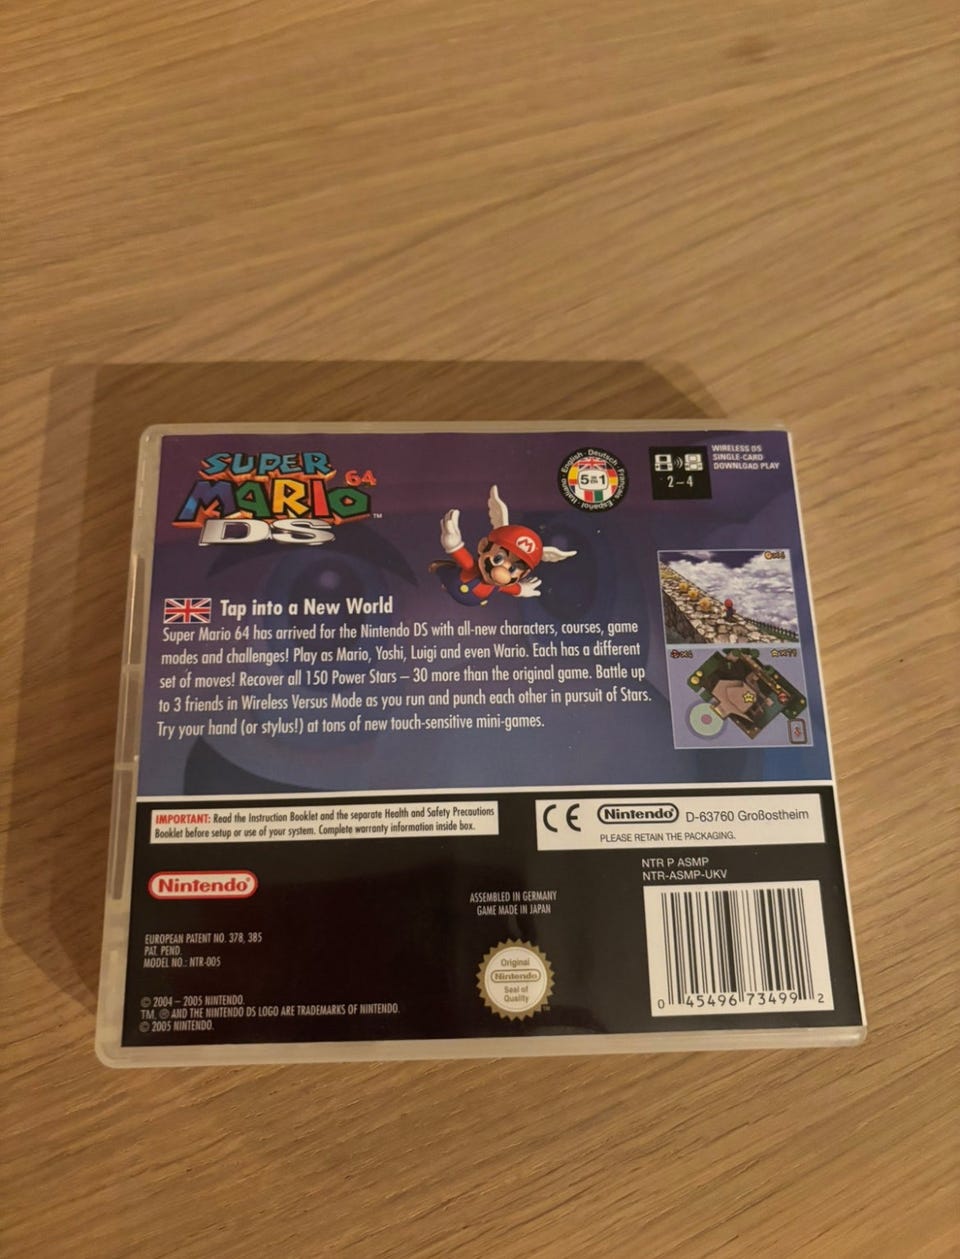 SUPER
MARIO 64
DS ™
English · Deutsch · Français · Español · Italiano
5 in 1
2–4
WIRELESS DS
SINGLE-CARD
DOWNLOAD PLAY
Tap into a New World
Super Mario 64 has arrived for the Nintendo DS with all-new characters, courses, game
modes and challenges! Play as Mario, Yoshi, Luigi and even Wario. Each has a different
set of moves! Recover all 150 Power Stars – 30 more than the original game. Battle up
to 3 friends in Wireless Versus Mode as you run and punch each other in pursuit of Stars.
Try your hand (or stylus!) at tons of new touch-sensitive mini-games.
IMPORTANT: Read the Instruction Booklet and the separate Health and Safety Precautions
Booklet before setup or use of your system. Complete warranty information inside box.
CE Nintendo® D-63760 Großostheim
PLEASE RETAIN THE PACKAGING.
NTR P ASMP
NTR-ASMP-UKV
Nintendo®
ASSEMBLED IN GERMANY
GAME MADE IN JAPAN
EUROPEAN PATENT NO. 378, 385
PAT. PEND.
MODEL NO.: NTR-005
Original
Nintendo
Seal of
Quality
© 2004 – 2005 NINTENDO.
TM, ® AND THE NINTENDO DS LOGO ARE TRADEMARKS OF NINTENDO.
© 2005 NINTENDO.
0 45496 73499 2